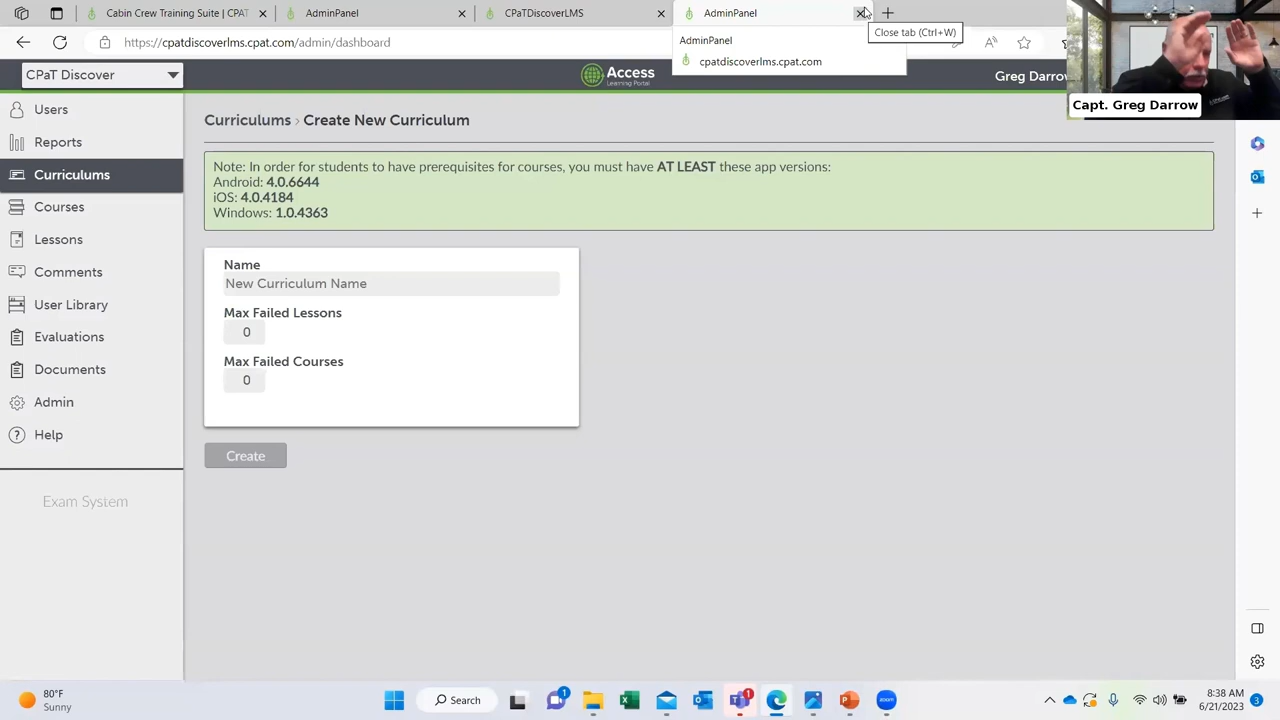 Cabin Crew Training Suite | CPAT
AdminPanel
CPaTDiscoverLMS
AdminPanel
Close tab (Ctrl+W)
https://cpatdiscoverlms.cpat.com/admin/dashboard
AdminPanel
cpatdiscoverlms.cpat.com
CPaT Discover
Access
Learning Portal
Greg Darrow
Capt. Greg Darrow
Users
Reports
Curriculums
Courses
Lessons
Comments
User Library
Evaluations
Documents
Admin
Help
Exam System
Curriculums › Create New Curriculum
Note: In order for students to have prerequisites for courses, you must have AT LEAST these app versions:
Android: 4.0.6644
iOS: 4.0.4184
Windows: 1.0.4363
Name
New Curriculum Name
Max Failed Lessons
0
Max Failed Courses
0
Create
80°F
Sunny
Search
1
1
zoom
8:38 AM
6/21/2023
3